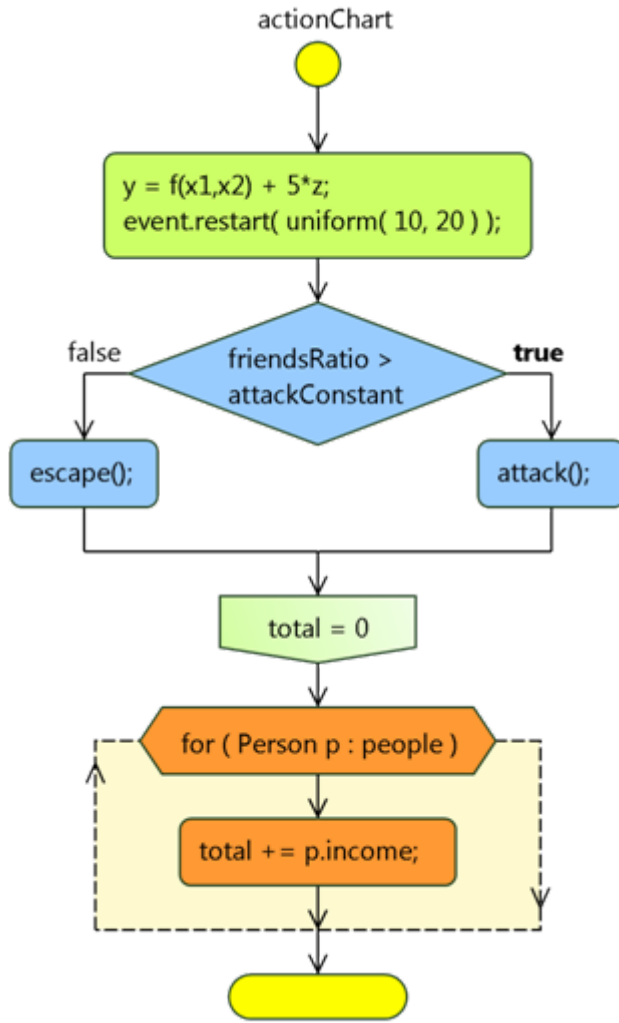 actionChart
y = f(x1,x2) + 5*z;
event.restart( uniform( 10, 20 ) );
false
true
friendsRatio >
attackConstant
escape();
attack();
total = 0
for ( Person p : people )
total += p.income;